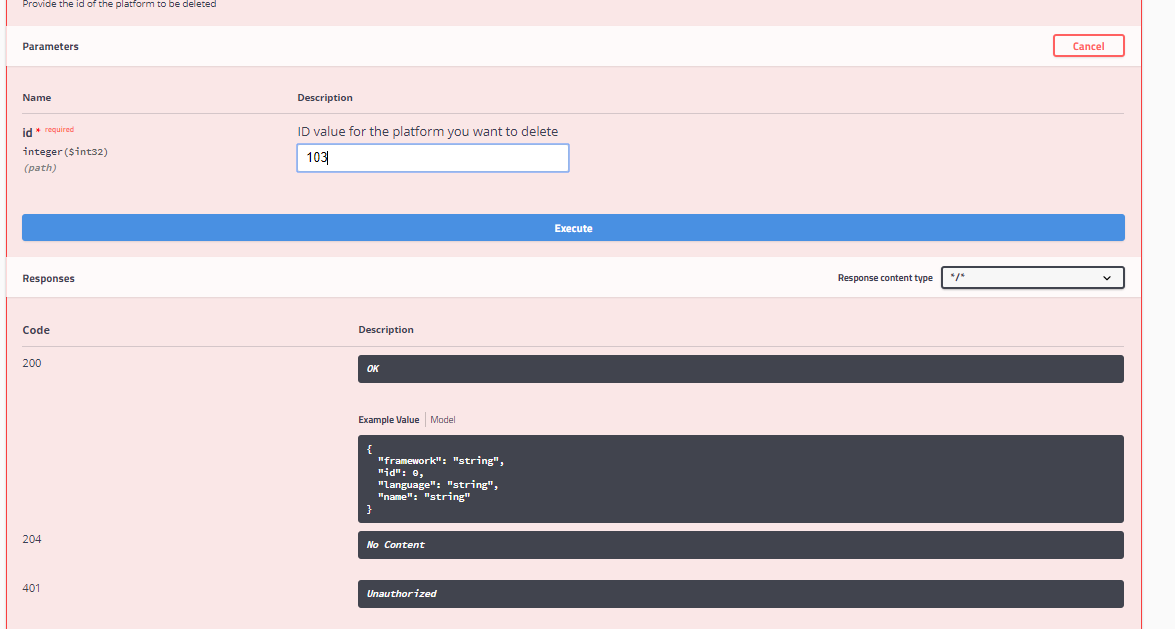 Provide the id of the platform to be deleted
Parameters
Cancel
Name Description
id * required
integer($int32)
(path)
ID value for the platform you want to delete
103
Execute
Responses
Response content type */*
Code Description
200
OK
Example Value Model
{
  "framework": "string",
  "id": 0,
  "language": "string",
  "name": "string"
}
204
No Content
401
Unauthorized